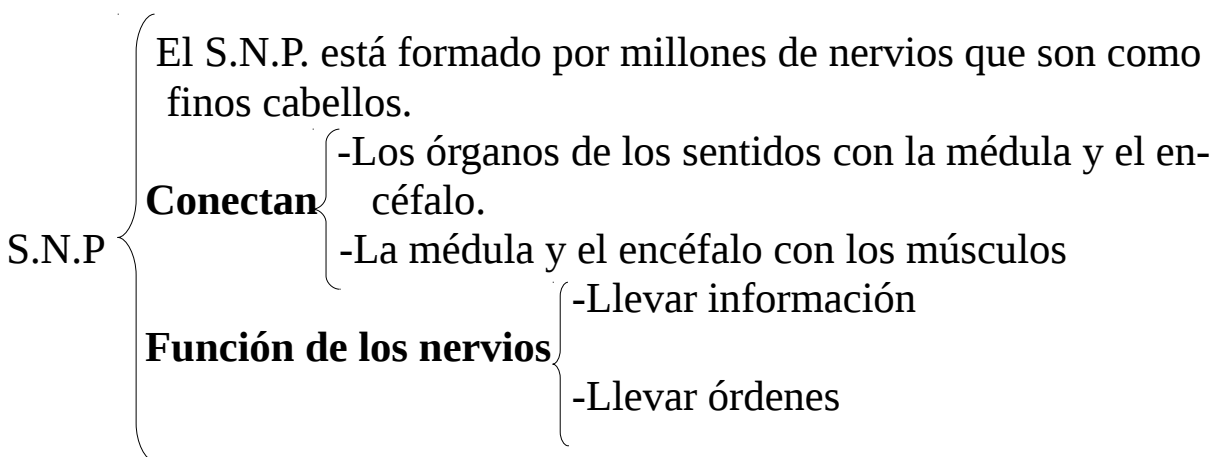 El S.N.P. está formado por millones de nervios que son como
finos cabellos.
-Los órganos de los sentidos con la médula y el en-
Conectan céfalo.
S.N.P -La médula y el encéfalo con los músculos
-Llevar información
Función de los nervios
-Llevar órdenes